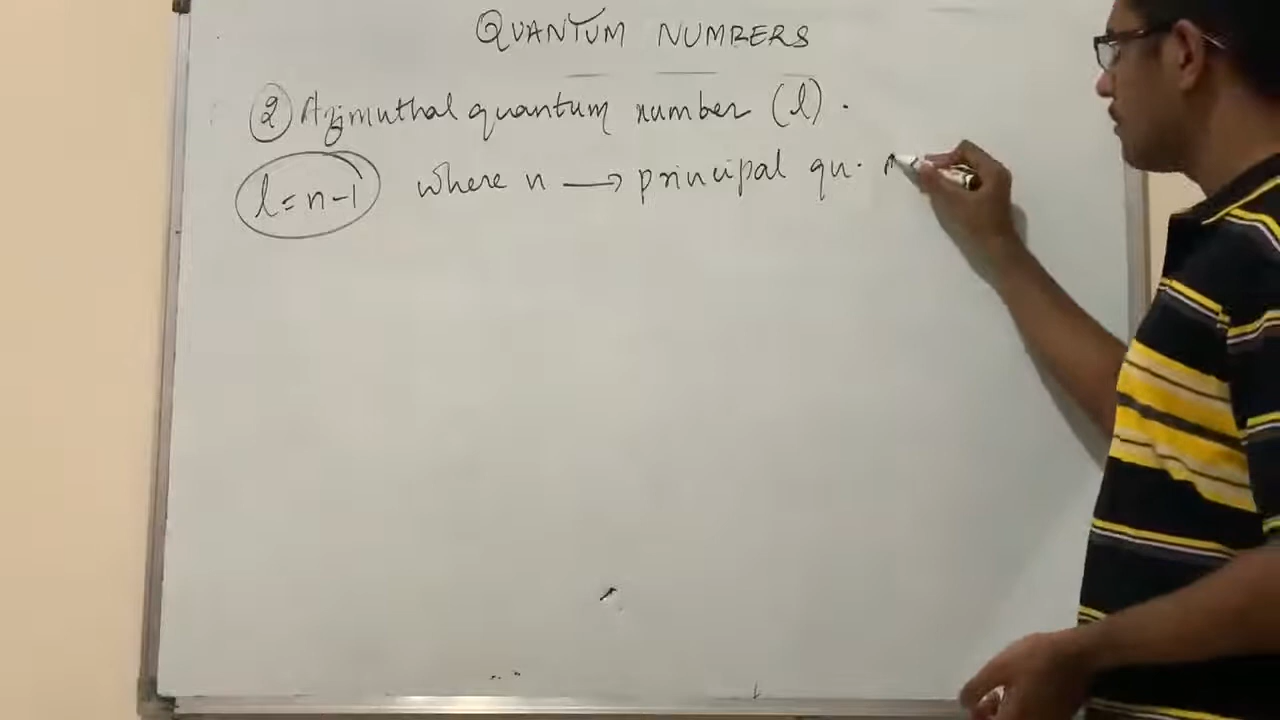 QUANTUM NUMBERS
2 Azimuthal quantum number (l).
l = n-1 where n → principal qu.